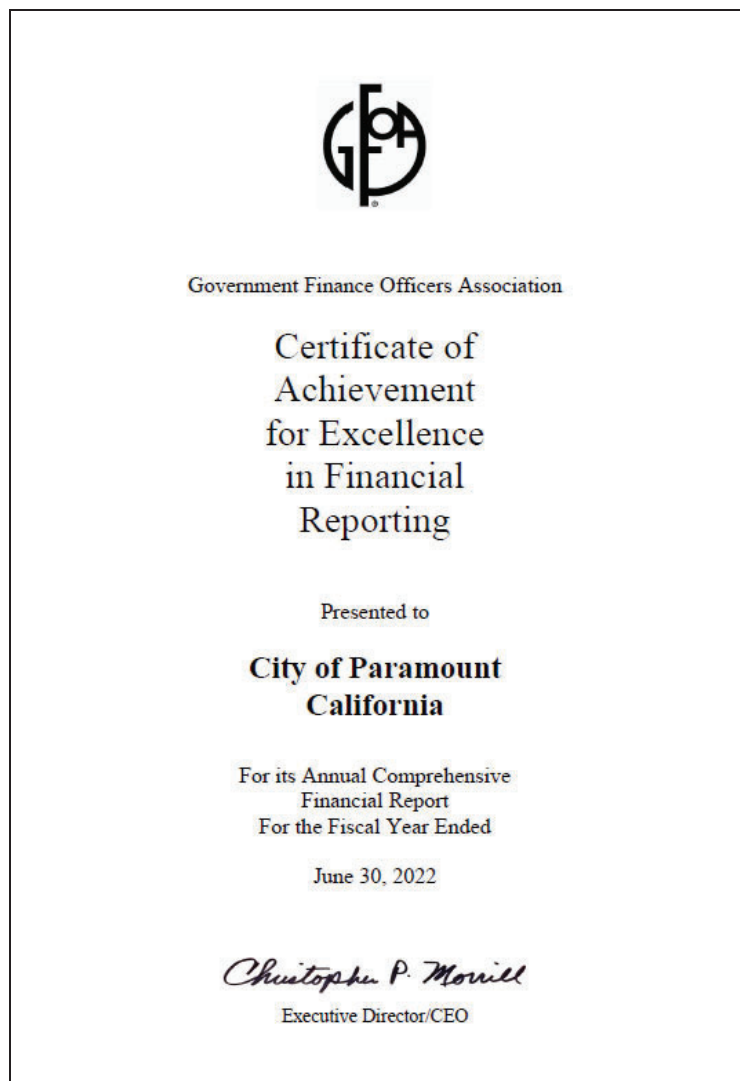 GFOA
®
Government Finance Officers Association
Certificate of
Achievement
for Excellence
in Financial
Reporting
Presented to
City of Paramount
California
For its Annual Comprehensive
Financial Report
For the Fiscal Year Ended
June 30, 2022
Christopher P. Morrill
Executive Director/CEO